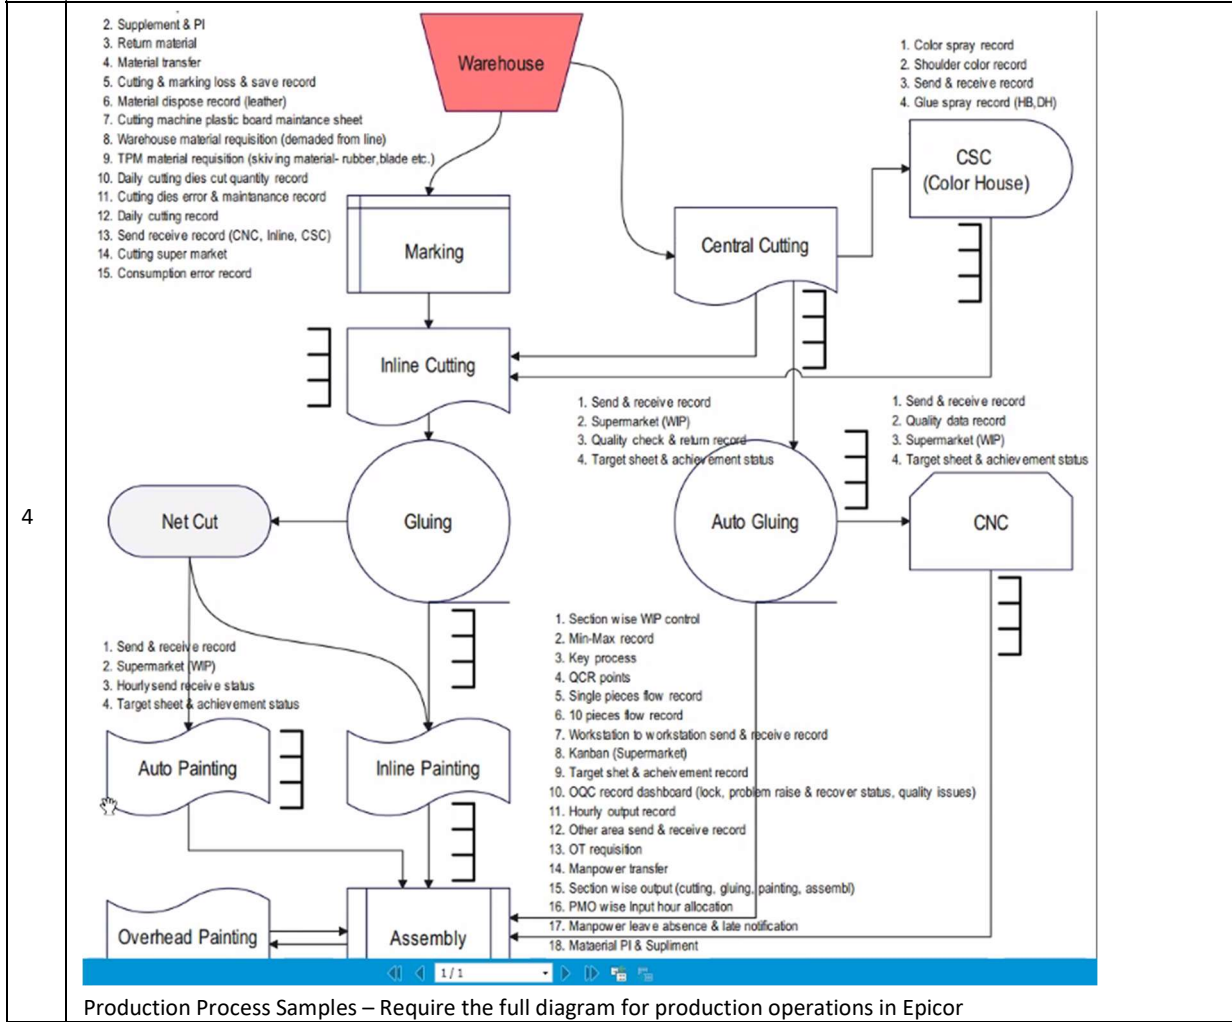 2. Supplement & PI
3. Return material
4. Material transfer
5. Cutting & marking loss & save record
6. Material dispose record (leather)
7. Cutting machine plastic board maintance sheet
8. Warehouse material requisition (demaded from line)
9. TPM material requisition (skiving material- rubber,blade etc.)
10. Daily cutting dies cut quantity record
11. Cutting dies error & maintanance record
12. Daily cutting record
13. Send receive record (CNC, Inline, CSC)
14. Cutting super market
15. Consumption error record
Warehouse
1. Color spray record
2. Shoulder color record
3. Send & receive record
4. Glue spray record (HB,DH)
CSC
(Color House)
Marking
Central Cutting
Inline Cutting
1. Send & receive record
2. Supermarket (WIP)
3. Quality check & return record
4. Target sheet & achievement status
1. Send & receive record
2. Quality data record
3. Supermarket (WIP)
4. Target sheet & achievement status
4
Net Cut
Gluing
Auto Gluing
CNC
1. Send & receive record
2. Supermarket (WIP)
3. Hourly send receive status
4. Target sheet & achievement status
1. Section wise WIP control
2. Min-Max record
3. Key process
4. QCR points
5. Single pieces flow record
6. 10 pieces flow record
7. Workstation to workstation send & receive record
8. Kanban (Supermarket)
9. Target shet & acheivement record
10. OQC record dashboard (lock, problem raise & recover status, quality issues)
11. Hourly output record
12. Other area send & receive record
13. OT requisition
14. Manpower transfer
15. Section wise output (cutting, gluing, painting, assembl)
16. PMO wise Input hour allocation
17. Manpower leave absence & late notification
18. Mataerial PI & Supliment
Auto Painting
Inline Painting
Overhead Painting
Assembly
1/1
Production Process Samples – Require the full diagram for production operations in Epicor